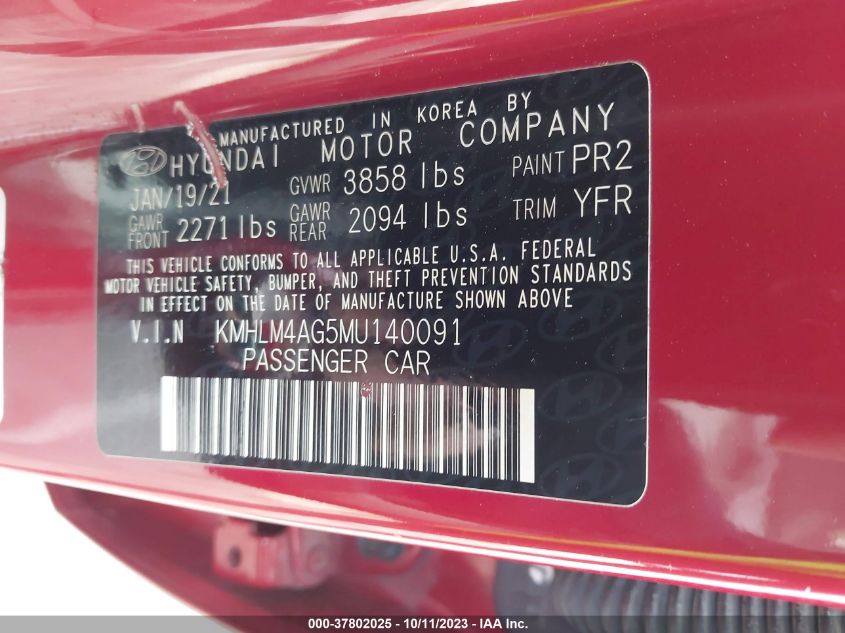 MANUFACTURED IN KOREA BY
HYUNDAI MOTOR COMPANY
JAN/19/21 GVWR 3858 lbs PAINT PR2
GAWR FRONT 2271 lbs GAWR REAR 2094 lbs TRIM YFR
THIS VEHICLE CONFORMS TO ALL APPLICABLE U.S.A. FEDERAL
MOTOR VEHICLE SAFETY, BUMPER, AND THEFT PREVENTION STANDARDS
IN EFFECT ON THE DATE OF MANUFACTURE SHOWN ABOVE
V.I.N KMHLM4AG5MU140091
PASSENGER CAR
000-37802025 - 10/11/2023 - IAA Inc.